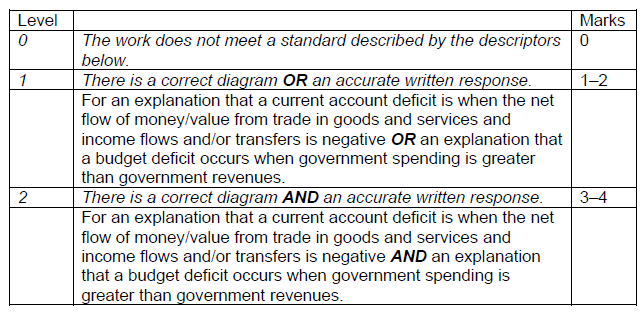 Level Marks
0 The work does not meet a standard described by the descriptors 0
below.
1 There is a correct diagram OR an accurate written response. 1–2
For an explanation that a current account deficit is when the net
flow of money/value from trade in goods and services and
income flows and/or transfers is negative OR an explanation that
a budget deficit occurs when government spending is greater
than government revenues.
2 There is a correct diagram AND an accurate written response. 3–4
For an explanation that a current account deficit is when the net
flow of money/value from trade in goods and services and
income flows and/or transfers is negative AND an explanation
that a budget deficit occurs when government spending is
greater than government revenues.